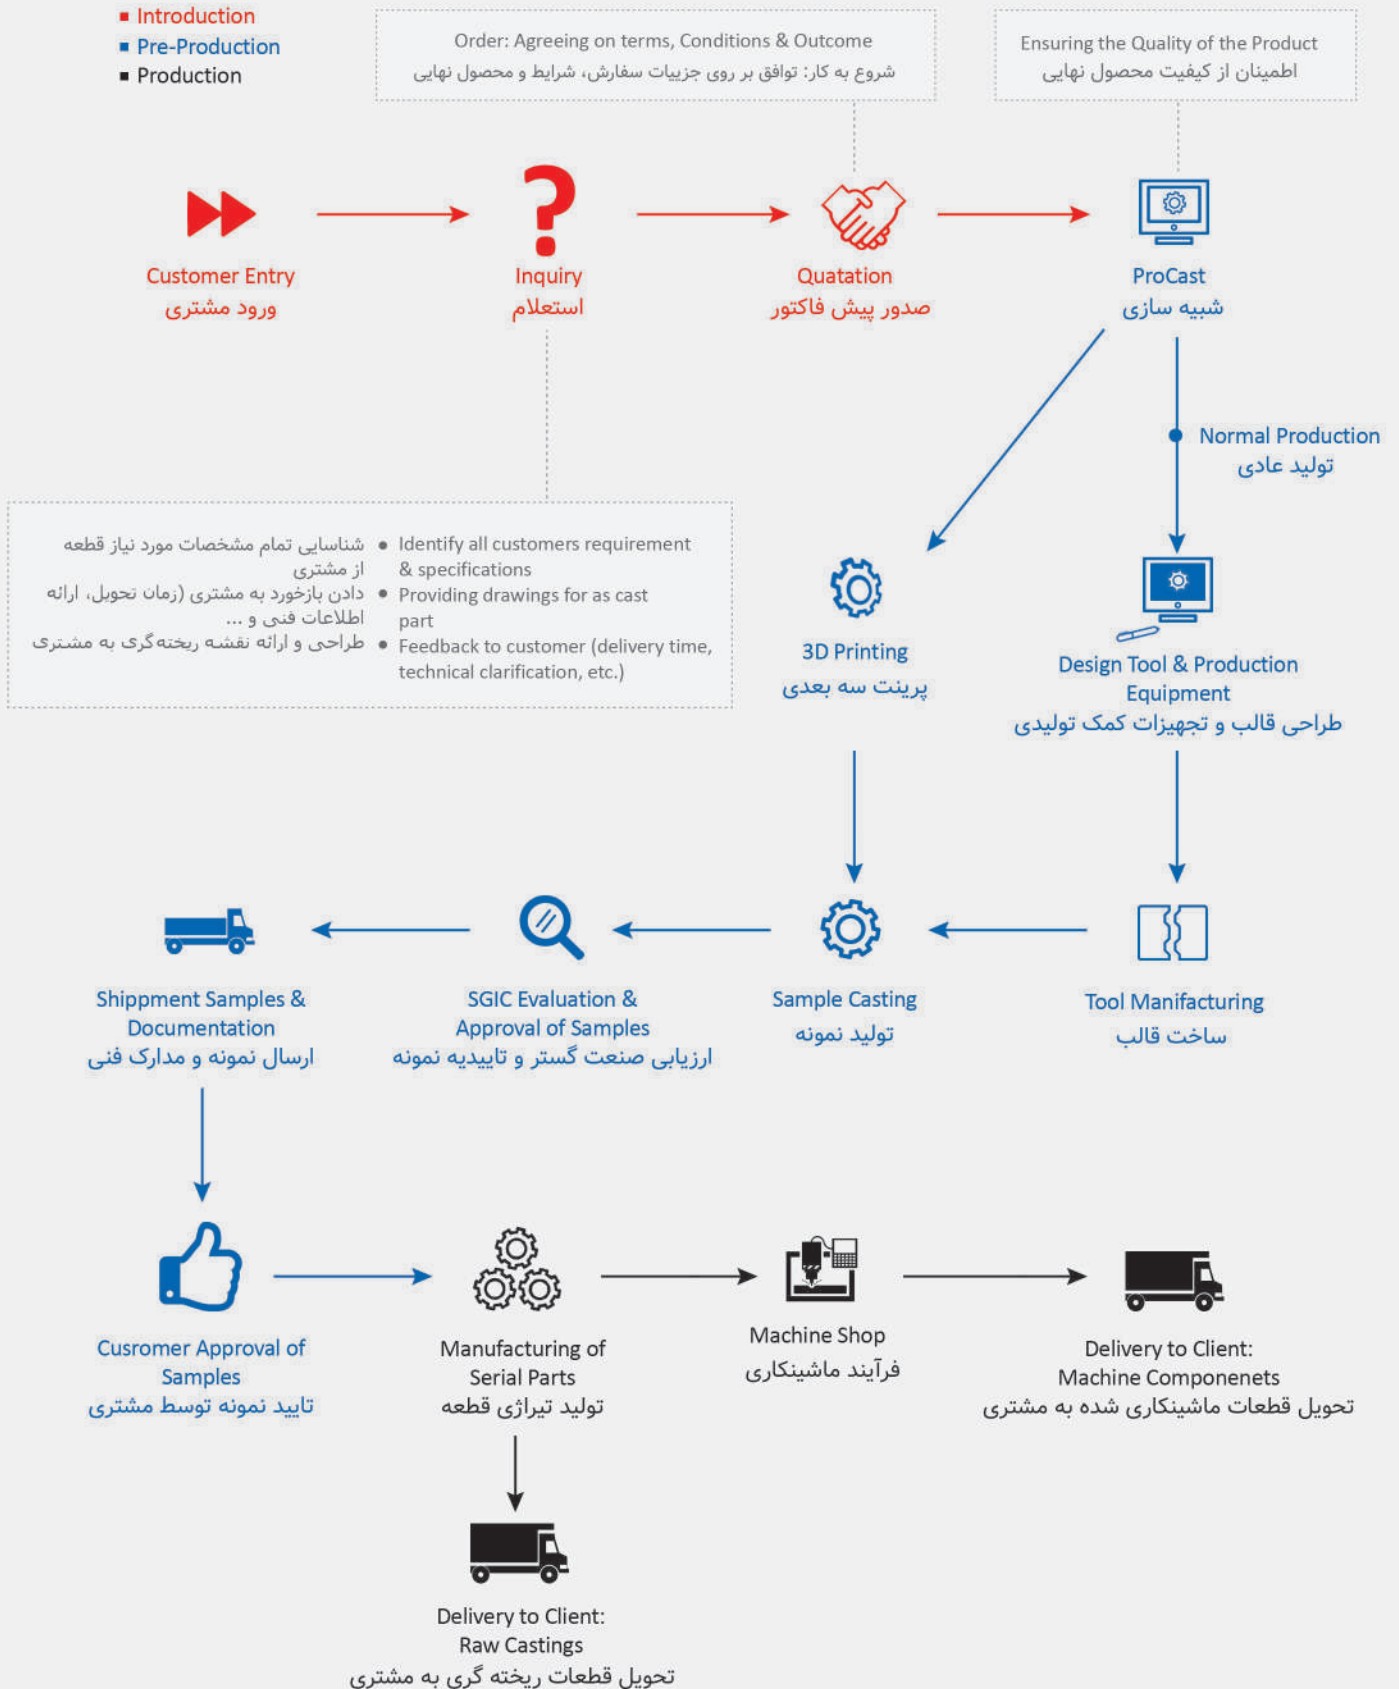 Introduction
Pre-Production
Production
Order: Agreeing on terms, Conditions & Outcome
شروع به کار: توافق بر روی جزییات سفارش، شرایط و محصول نهایی
Ensuring the Quality of the Product
اطمینان از کیفیت محصول نهایی
Customer Entry
ورود مشتری
Inquiry
استعلام
Quatation
صدور پیش فاکتور
ProCast
شبیه سازی
Normal Production
تولید عادی
شناسایی تمام مشخصات مورد نیاز قطعه
از مشتری
دادن بازخورد به مشتری (زمان تحویل، ارائه
اطلاعات فنی و ...
طراحی و ارائه نقشه ریخته گری به مشتری
Identify all customers requirement
& specifications
Providing drawings for as cast
part
Feedback to customer (delivery time,
technical clarification, etc.)
3D Printing
پرینت سه بعدی
Design Tool & Production
Equipment
طراحی قالب و تجهیزات کمک تولیدی
Shippment Samples &
Documentation
ارسال نمونه و مدارک فنی
SGIC Evaluation &
Approval of Samples
ارزیابی صنعت گستر و تاییدیه نمونه
Sample Casting
تولید نمونه
Tool Manifacturing
ساخت قالب
Cusromer Approval of
Samples
تایید نمونه توسط مشتری
Manufacturing of
Serial Parts
تولید تیراژی قطعه
Machine Shop
فرآیند ماشینکاری
Delivery to Client:
Machine Componenets
تحویل قطعات ماشینکاری شده به مشتری
Delivery to Client:
Raw Castings
تحویل قطعات ریخته گری به مشتری